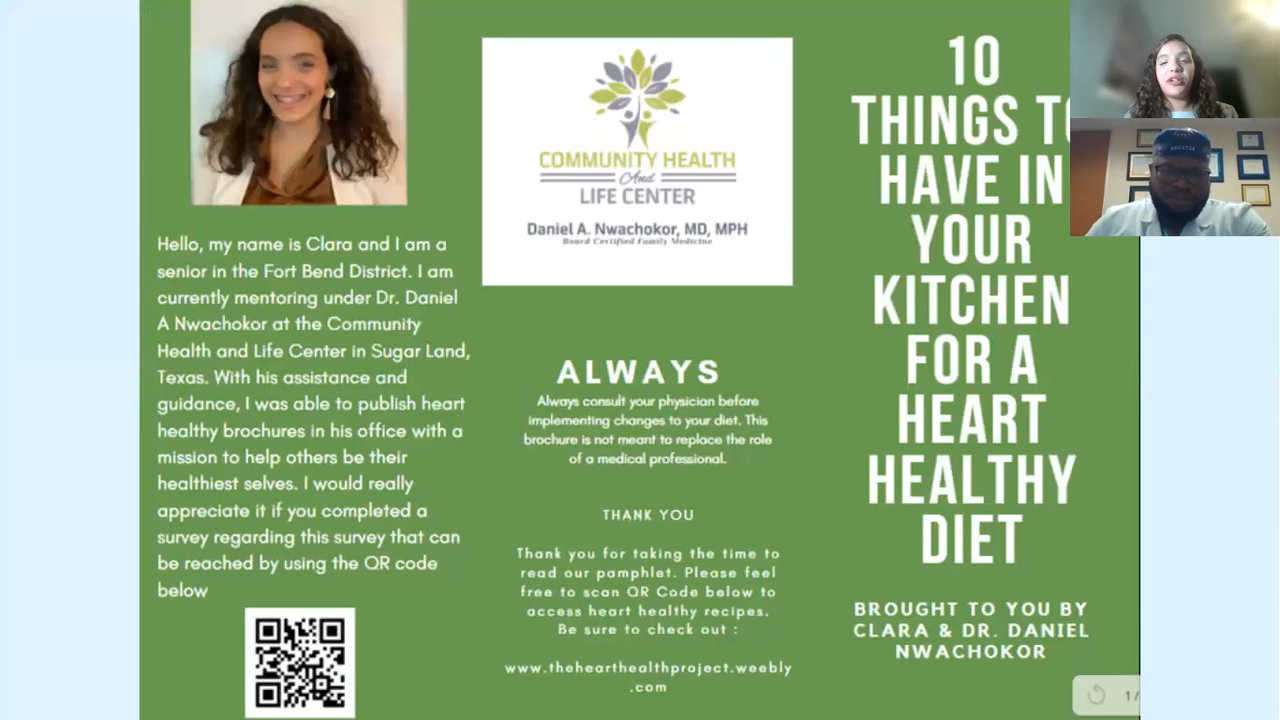 Hello, my name is Clara and I am a
senior in the Fort Bend District. I am
currently mentoring under Dr. Daniel
A Nwachokor at the Community
Health and Life Center in Sugar Land,
Texas. With his assistance and
guidance, I was able to publish heart
healthy brochures in his office with a
mission to help others be their
healthiest selves. I would really
appreciate it if you completed a
survey regarding this survey that can
be reached by using the QR code
below
COMMUNITY HEALTH
And
LIFE CENTER
Daniel A. Nwachokor, MD, MPH
Board Certified Family Medicine
ALWAYS
Always consult your physician before
implementing changes to your diet. This
brochure is not meant to replace the role
of a medical professional.
THANK YOU
Thank you for taking the time to
read our pamphlet. Please feel
free to scan QR Code below to
access heart healthy recipes.
Be sure to check out :
www.thehearthealthproject.weebly
.com
10
THINGS TO
HAVE IN
YOUR
KITCHEN
FOR A
HEART
HEALTHY
DIET
BROUGHT TO YOU BY
CLARA & DR. DANIEL
NWACHOKOR
1/